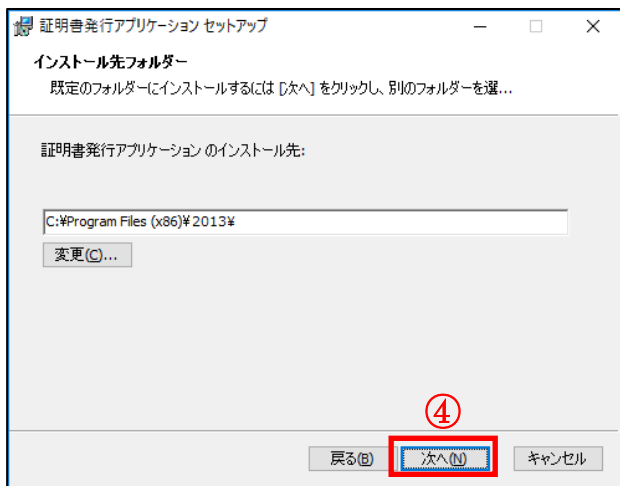 証明書発行アプリケーション セットアップ
インストール先フォルダー
既定のフォルダーにインストールするには [次へ] をクリックし、別のフォルダーを選...
証明書発行アプリケーション のインストール先:
C:¥Program Files (x86)¥2013¥
変更(C)...
④
戻る(B) 次へ(N) キャンセル